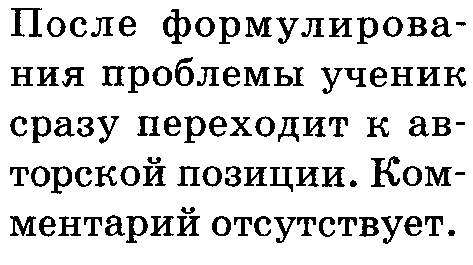 После формулирова-
ния проблемы ученик
сразу переходит к ав-
торской позиции. Ком-
ментарий отсутствует.